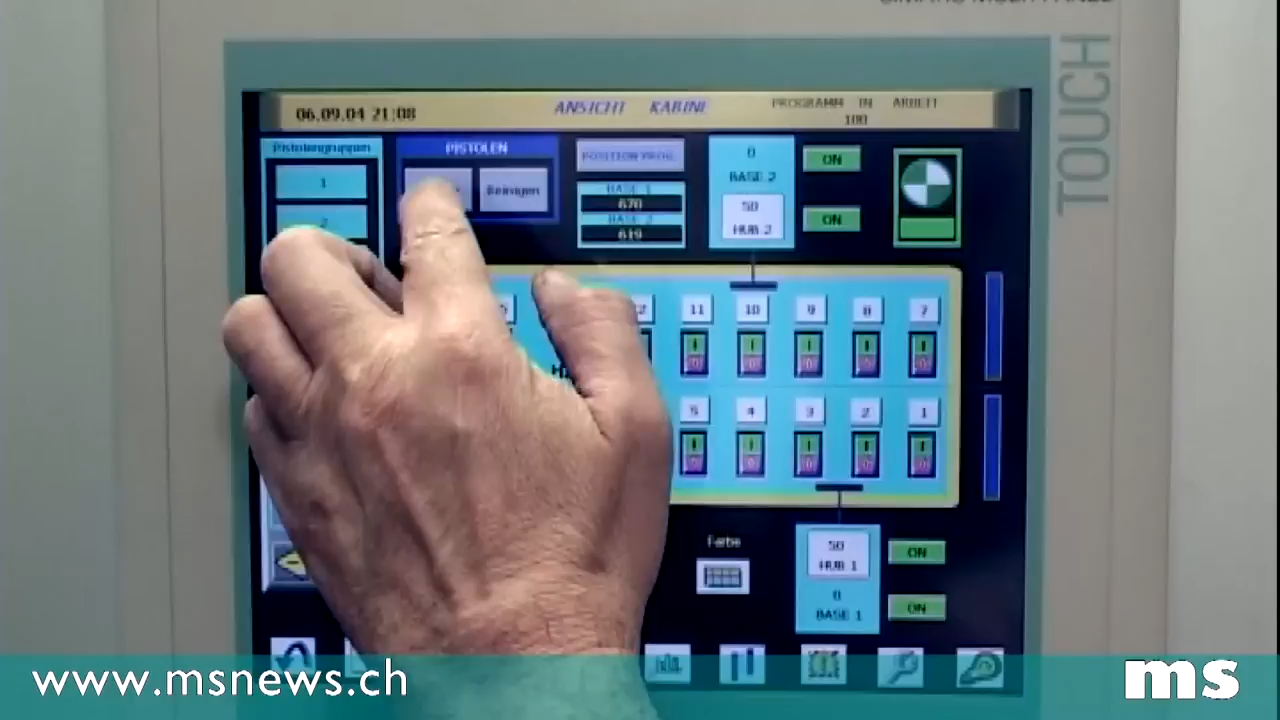 TOUCH
06.09.04 21:08
ANSICHT KABINE
PROGRAMM IN ARBEIT
100
Pistolengruppen
1
2
PISTOLEN
Reinigen
POSITION PROG.
BASE 1
670
BASE 2
619
0
BASE 2
50
HUB 2
ON
ON
11 10 9 8 7
5 4 3 2 1
Farbe
50
HUB 1
0
BASE 1
ON
ON
www.msnews.ch
ms